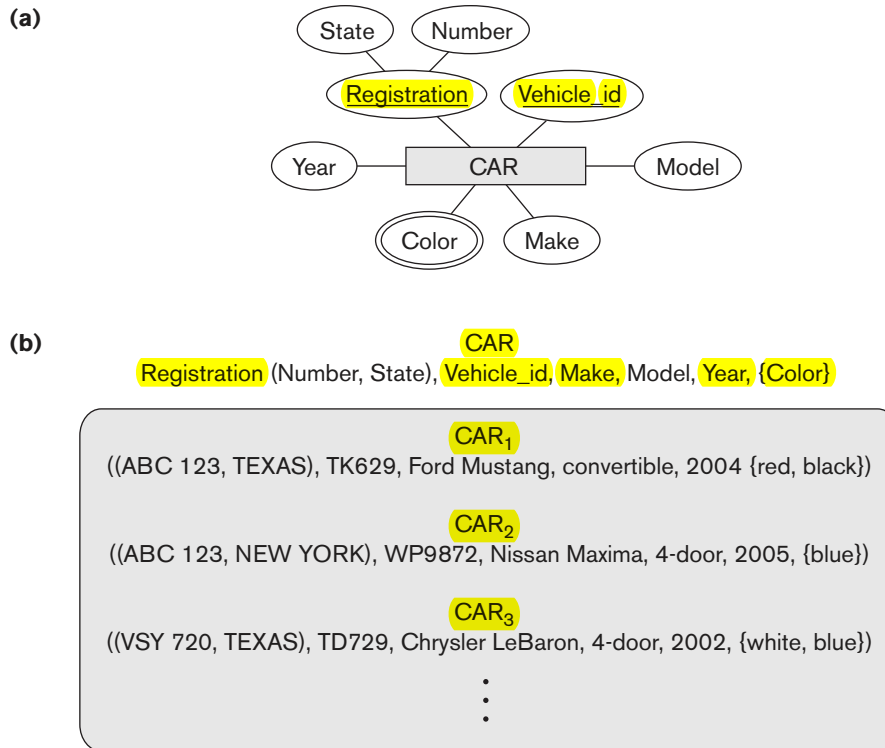 (a)
State Number
Registration Vehicle_id
Year CAR Model
Color Make
(b)
CAR
Registration (Number, State), Vehicle_id, Make, Model, Year, {Color}
CAR₁
((ABC 123, TEXAS), TK629, Ford Mustang, convertible, 2004 {red, black})
CAR₂
((ABC 123, NEW YORK), WP9872, Nissan Maxima, 4-door, 2005, {blue})
CAR₃
((VSY 720, TEXAS), TD729, Chrysler LeBaron, 4-door, 2002, {white, blue})